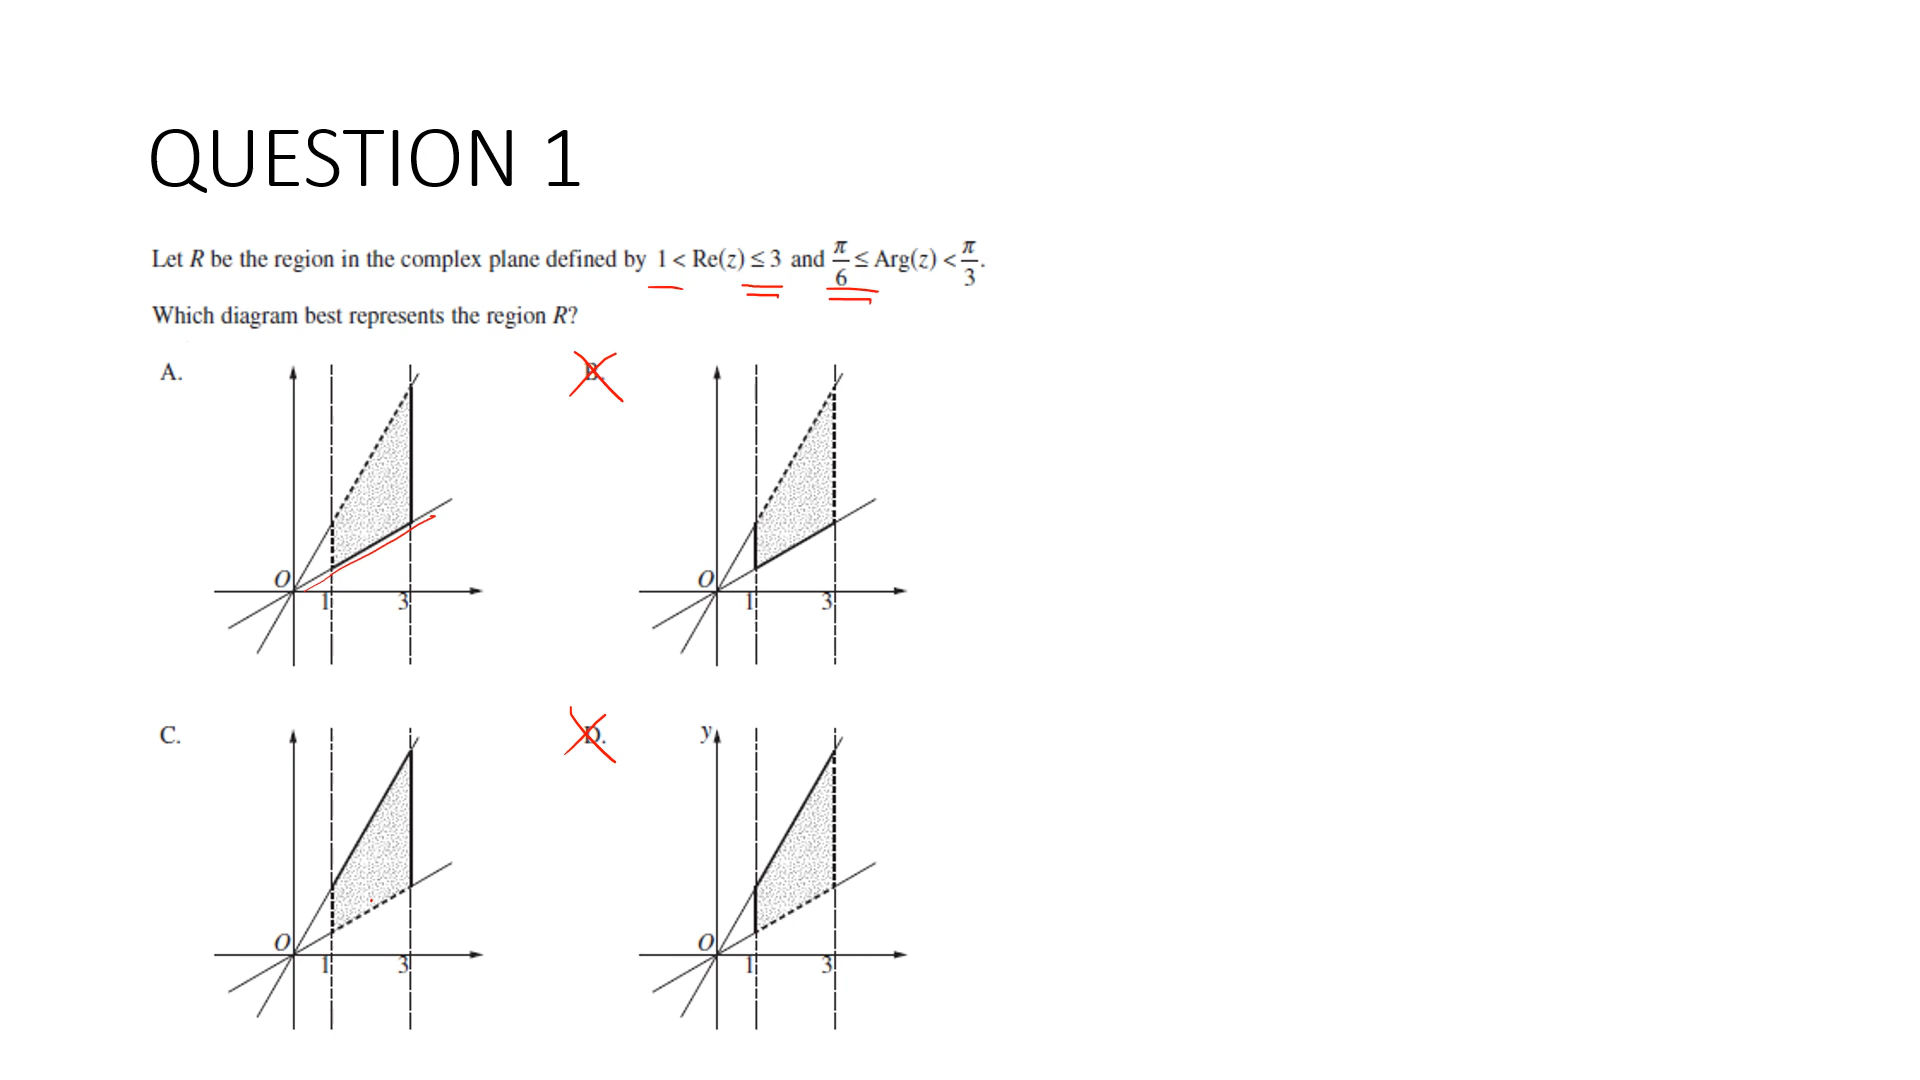 QUESTION 1
Let R be the region in the complex plane defined by 1 < Re(z) ≤ 3 and π/6 ≤ Arg(z) < π/3.
Which diagram best represents the region R?
A.
B.
O
1
3
O
1
3
C.
D.
y
O
1
3
O
1
3